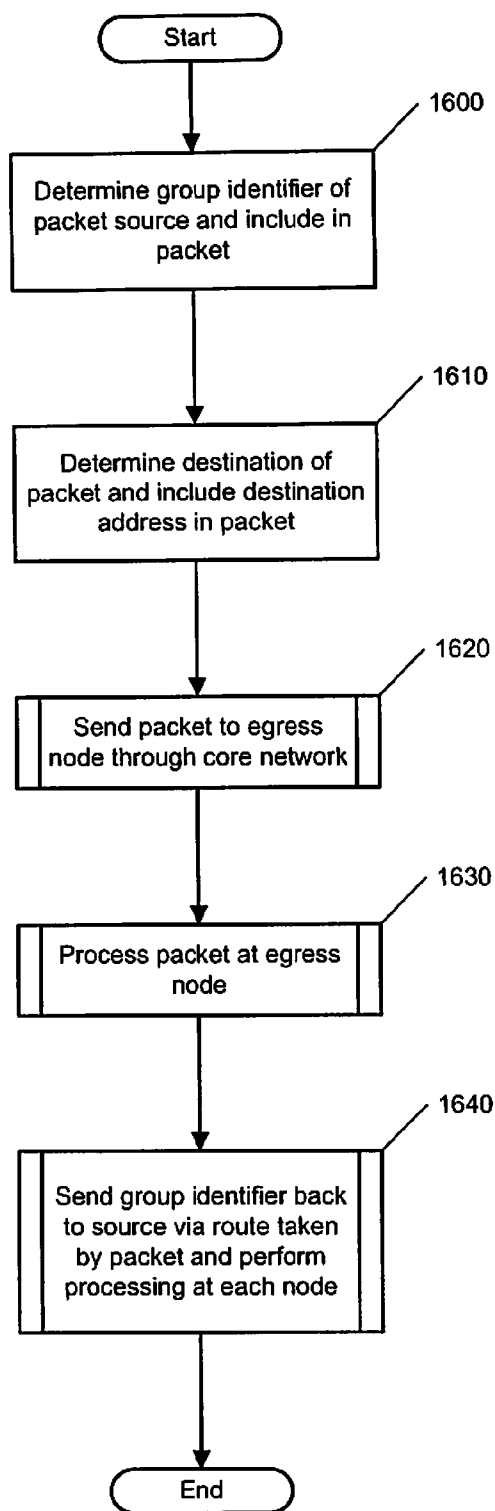 Start
1600
Determine group identifier of
packet source and include in
packet
1610
Determine destination of
packet and include destination
address in packet
1620
Send packet to egress
node through core network
1630
Process packet at egress
node
1640
Send group identifier back
to source via route taken
by packet and perform
processing at each node
End